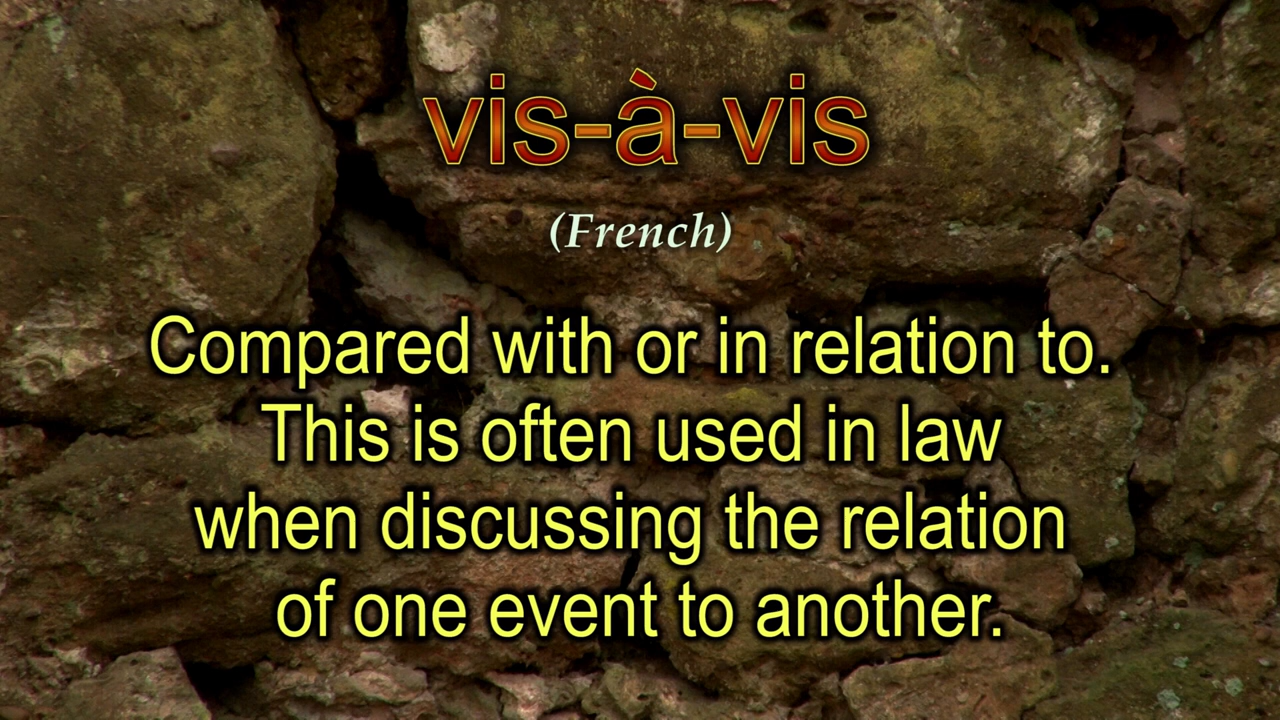 vis-à-vis
(French)
Compared with or in relation to.
This is often used in law
when discussing the relation
of one event to another.